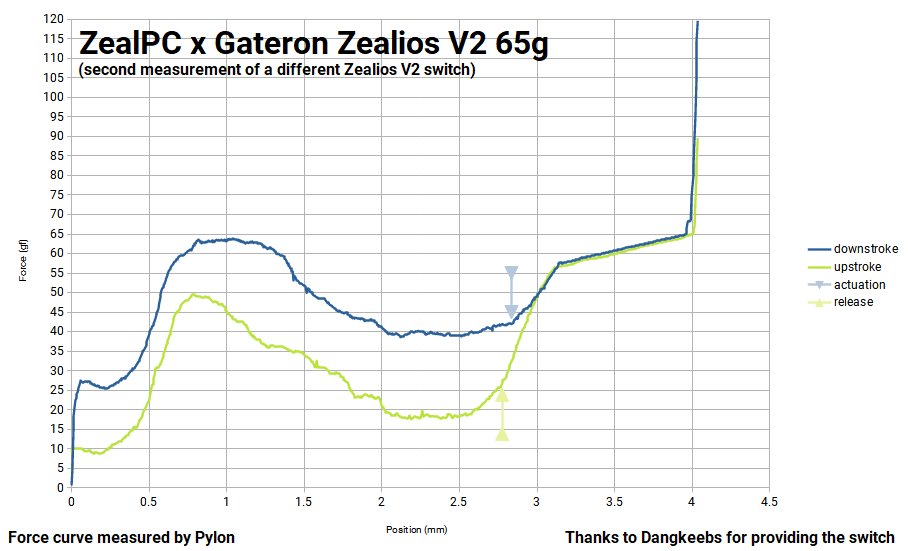 ZealPC x Gateron Zealios V2 65g
(second measurement of a different Zealios V2 switch)
120
115
110
105
100
95
90
85
80
75
70
65
60
55
50
45
40
35
30
25
20
15
10
5
0
Force (gf)
0 0.5 1 1.5 2 2.5 3 3.5 4 4.5
Position (mm)
downstroke
upstroke
actuation
release
Force curve measured by Pylon
Thanks to Dangkeebs for providing the switch